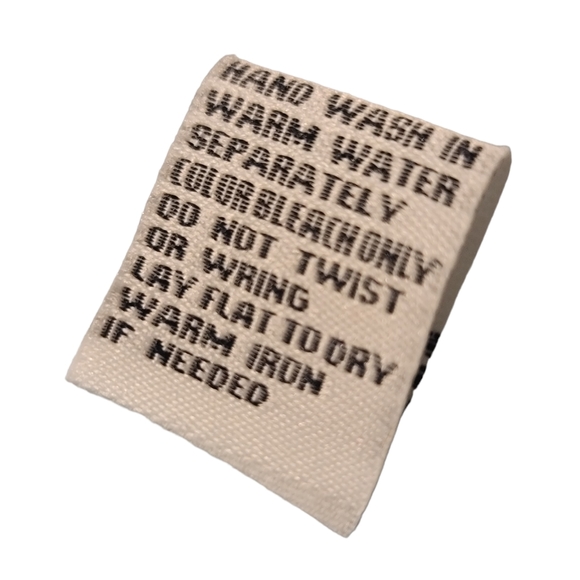 HAND WASH IN
WARM WATER
SEPARATELY
COLOR BLEACH ONLY
DO NOT TWIST
OR WRING
LAY FLAT TO DRY
WARM IRON
IF NEEDED